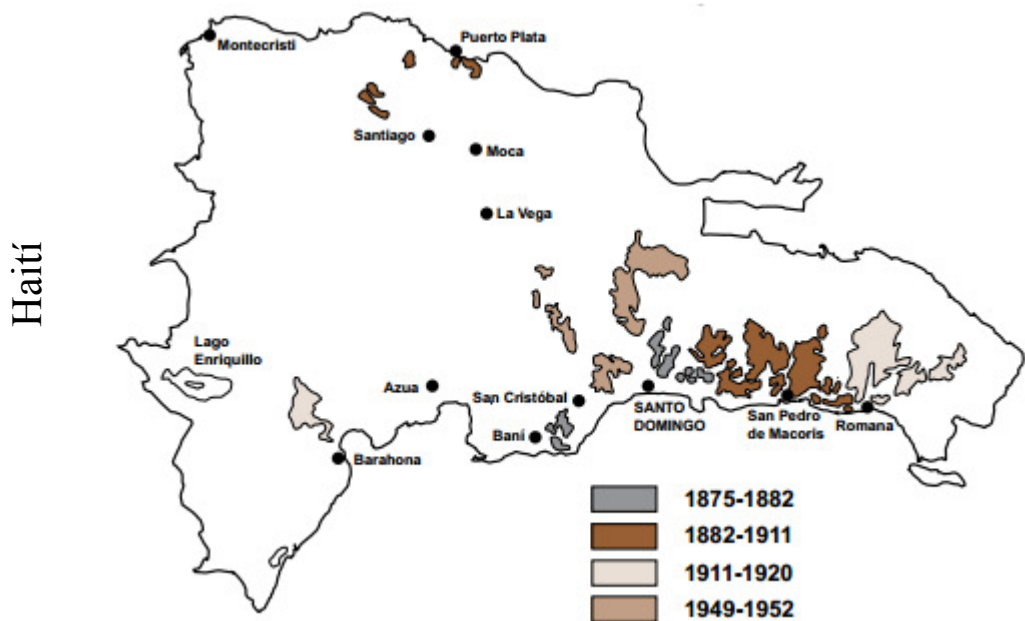 Haití
Montecristi
Puerto Plata
Santiago
Moca
La Vega
Lago
Enriquillo
Azua
San Cristóbal
SANTO
DOMINGO
San Pedro
de Macorís
Romana
Baní
Barahona
1875-1882
1882-1911
1911-1920
1949-1952